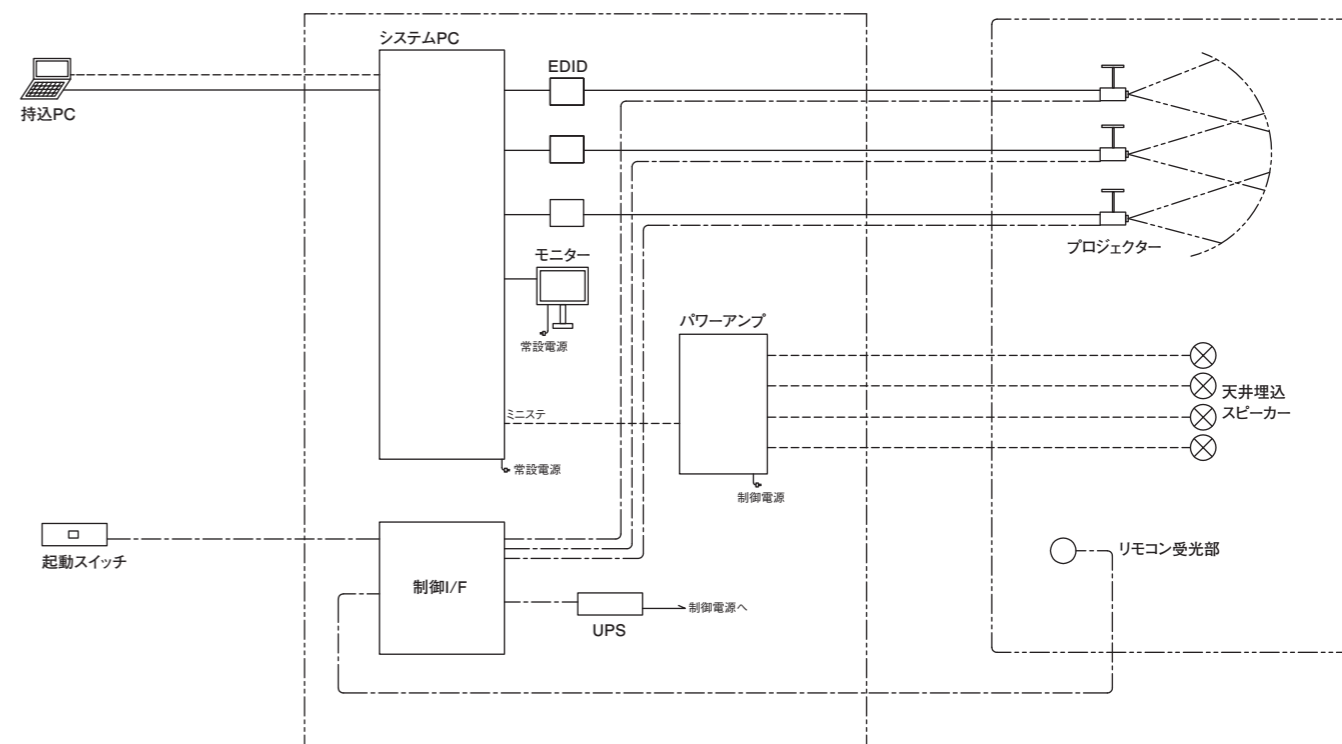 システムPC
EDID
持込PC
プロジェクター
モニター
常設電源
パワーアンプ
天井埋込
スピーカー
ミニステ
常設電源
制御電源
起動スイッチ
リモコン受光部
制御I/F
制御電源へ
UPS